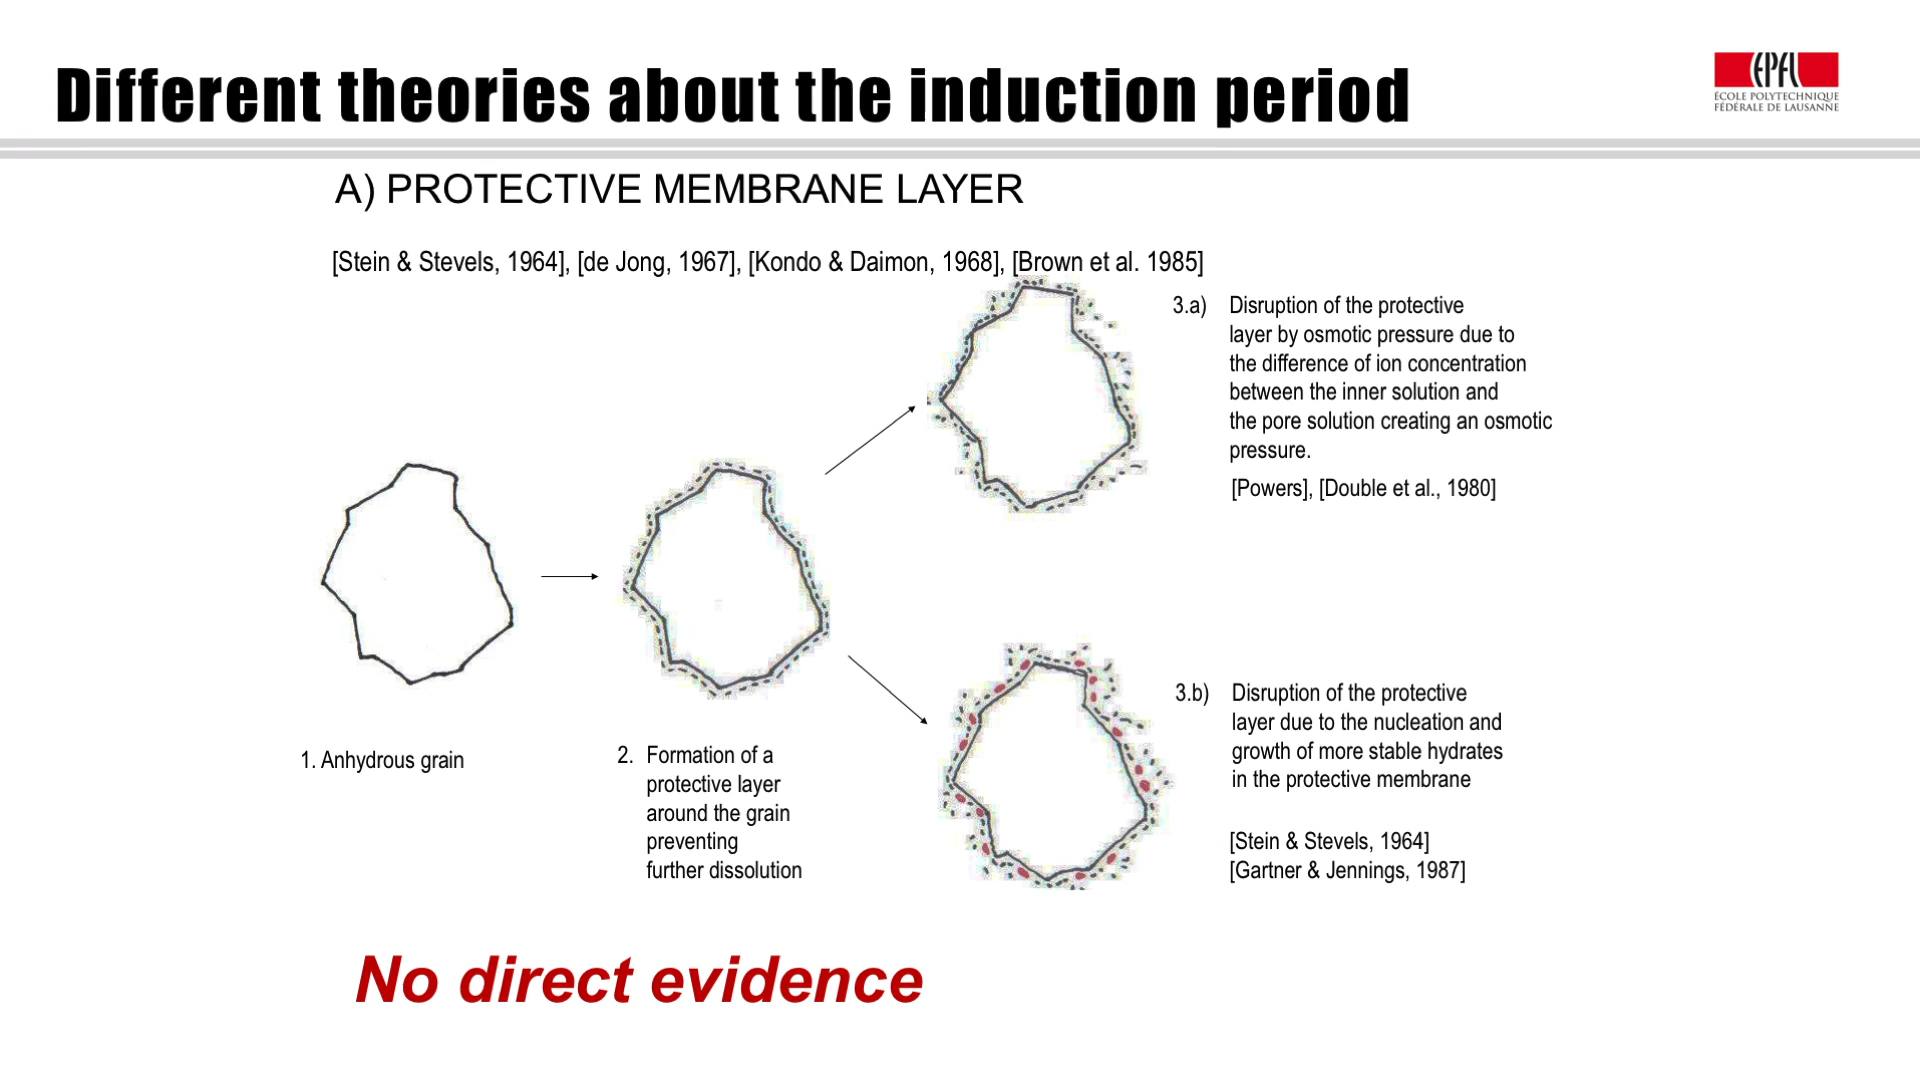 Different theories about the induction period
EPFL
ÉCOLE POLYTECHNIQUE
FÉDÉRALE DE LAUSANNE
A) PROTECTIVE MEMBRANE LAYER
[Stein & Stevels, 1964], [de Jong, 1967], [Kondo & Daimon, 1968], [Brown et al. 1985]
3.a) Disruption of the protective
layer by osmotic pressure due to
the difference of ion concentration
between the inner solution and
the pore solution creating an osmotic
pressure.
[Powers], [Double et al., 1980]
1. Anhydrous grain
2. Formation of a
protective layer
around the grain
preventing
further dissolution
3.b) Disruption of the protective
layer due to the nucleation and
growth of more stable hydrates
in the protective membrane
[Stein & Stevels, 1964]
[Gartner & Jennings, 1987]
No direct evidence